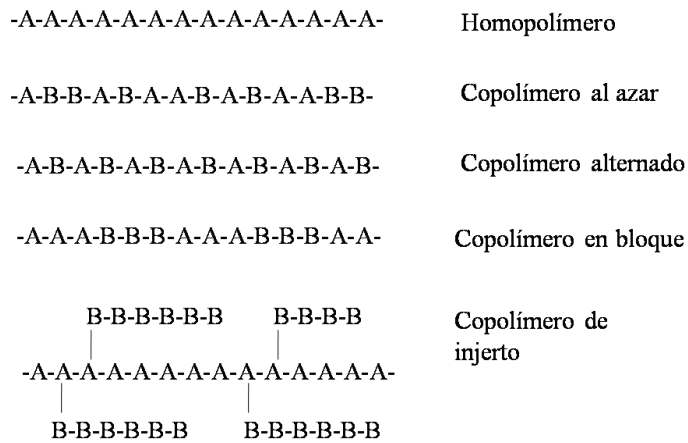 -A-A-A-A-A-A-A-A-A-A-A-A-A- Homopolímero
-A-B-B-A-B-A-A-B-A-B-A-A-B-B- Copolímero al azar
-A-B-A-B-A-B-A-B-A-B-A-B-A-B- Copolímero alternado
-A-A-A-B-B-B-A-A-A-B-B-B-A-A- Copolímero en bloque
B-B-B-B-B-B B-B-B-B Copolímero de
injerto
-A-A-A-A-A-A-A-A-A-A-A-A-A-A-
B-B-B-B-B-B B-B-B-B-B-B